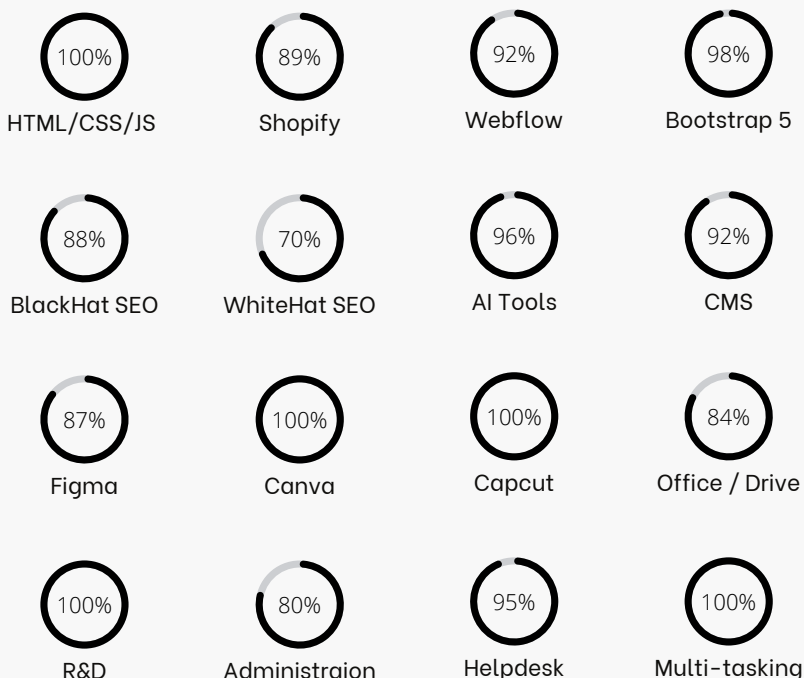 100% 89% 92% 98%
HTML/CSS/JS Shopify Webflow Bootstrap 5
88% 70% 96% 92%
BlackHat SEO WhiteHat SEO AI Tools CMS
87% 100% 100% 84%
Figma Canva Capcut Office / Drive
100% 80% 95% 100%
R&D Administraion Helpdesk Multi-tasking